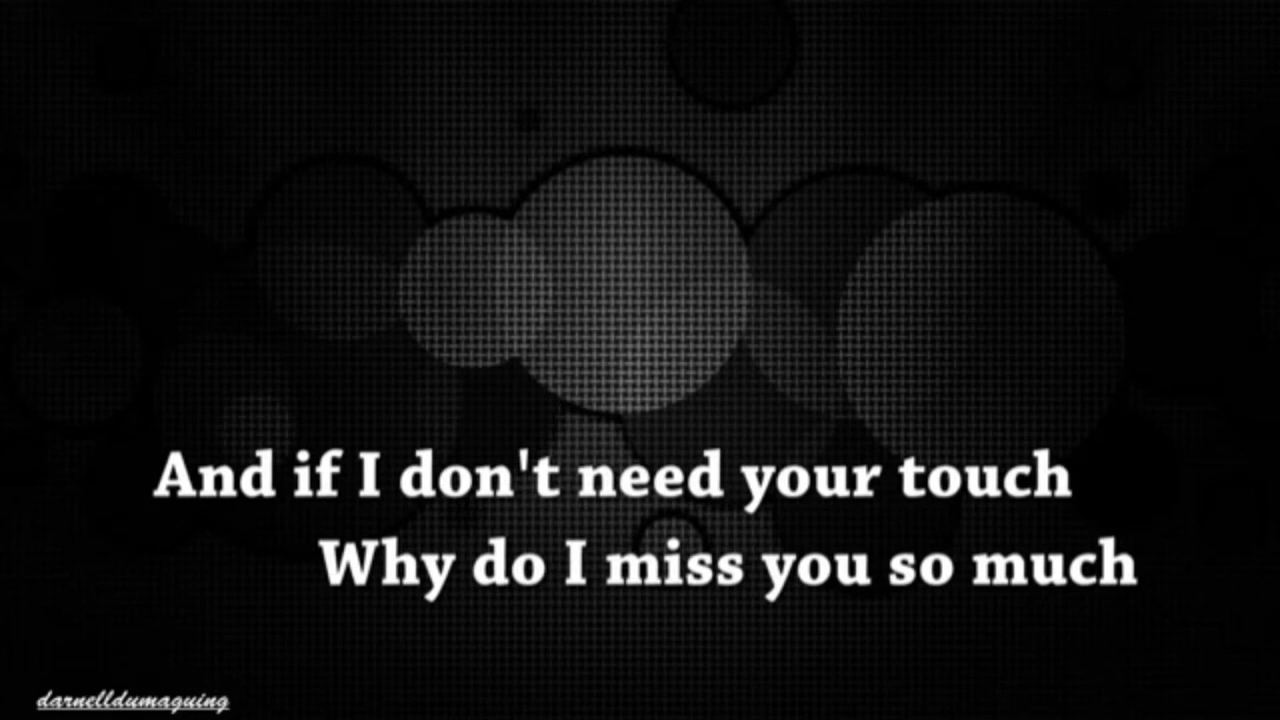 And if I don't need your touch
Why do I miss you so much
darnelldumaguing